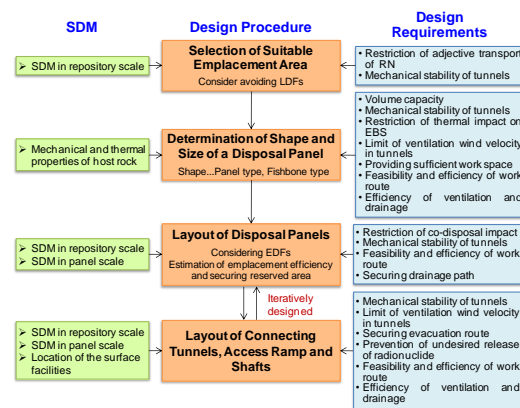 SDM
Design Procedure
Design
Requirements
➢ SDM in repository scale
Selection of Suitable
Emplacement Area
Consider avoiding LDFs
• Restriction of adjective transport
of RN
• Mechanical stability of tunnels
➢ Mechanical and thermal
properties of host rock
Determination of Shape and
Size of a Disposal Panel
Shape...Panel type, Fishbone type
• Volume capacity
• Mechanical stability of tunnels
• Restriction of thermal impact on
EBS
• Limit of ventilation wind velocity
in tunnels
• Providing sufficient work space
• Feasibility and efficiency of work
route
• Efficiency of ventilation and
drainage
➢ SDM in repository scale
➢ SDM in panel scale
Layout of Disposal Panels
Considering EDFs
Estimation of emplacement efficiency
and securing reserved area
• Restriction of co-disposal impact
• Mechanical stability of tunnels
• Feasibility and efficiency of work
route
• Securing drainage path
Iteratively
designed
➢ SDM in repository scale
➢ SDM in panel scale
➢ Location of the surface
facilities
Layout of Connecting
Tunnels, Access Ramp and
Shafts
• Mechanical stability of tunnels
• Limit of ventilation wind velocity
in tunnels
• Securing evacuation route
• Prevention of undesired release
of radionuclide
• Feasibility and efficiency of work
route
• Efficiency of ventilation and
drainage